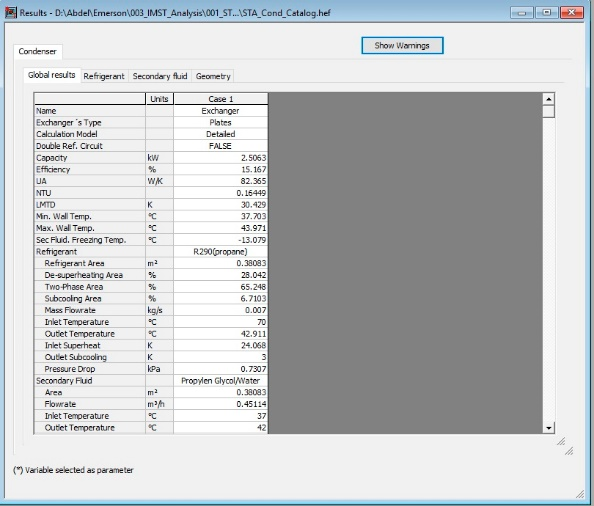 Results - D:\Abdel\Emerson\003_IMST_Analysis\001_ST...\STA_Cond_Catalog.hef
Show Warnings
Condenser
Global results Refrigerant Secondary fluid Geometry
Units Case 1
Name Exchanger
Exchanger ´s Type Plates
Calculation Model Detailed
Double Ref. Circuit FALSE
Capacity kW 2.5063
Efficiency % 15.167
UA W/K 82.365
NTU 0.16449
LMTD K 30.429
Min. Wall Temp. °C 37.703
Max. Wall Temp. °C 43.971
Sec Fluid. Freezing Temp. °C -13.079
Refrigerant R290(propane)
Refrigerant Area m² 0.38083
De-superheating Area % 28.042
Two-Phase Area % 65.248
Subcooling Area % 6.7103
Mass Flowrate kg/s 0.007
Inlet Temperature °C 70
Outlet Temperature °C 42.911
Inlet Superheat K 24.068
Outlet Subcooling K 3
Pressure Drop kPa 0.7307
Secondary Fluid Propylen Glycol/Water
Area m² 0.38083
Flowrate m³/h 0.45114
Inlet Temperature °C 37
Outlet Temperature °C 42
(*) Variable selected as parameter